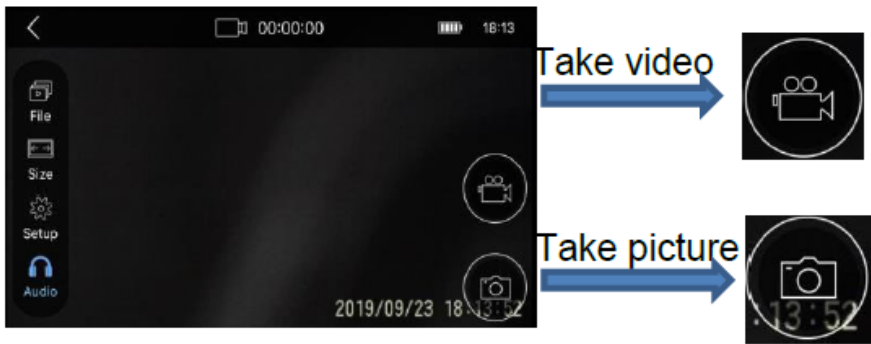 00:00:00
18:13
File
Size
Setup
Audio
2019/09/23 18:13:52
Take video
Take picture
:13:52